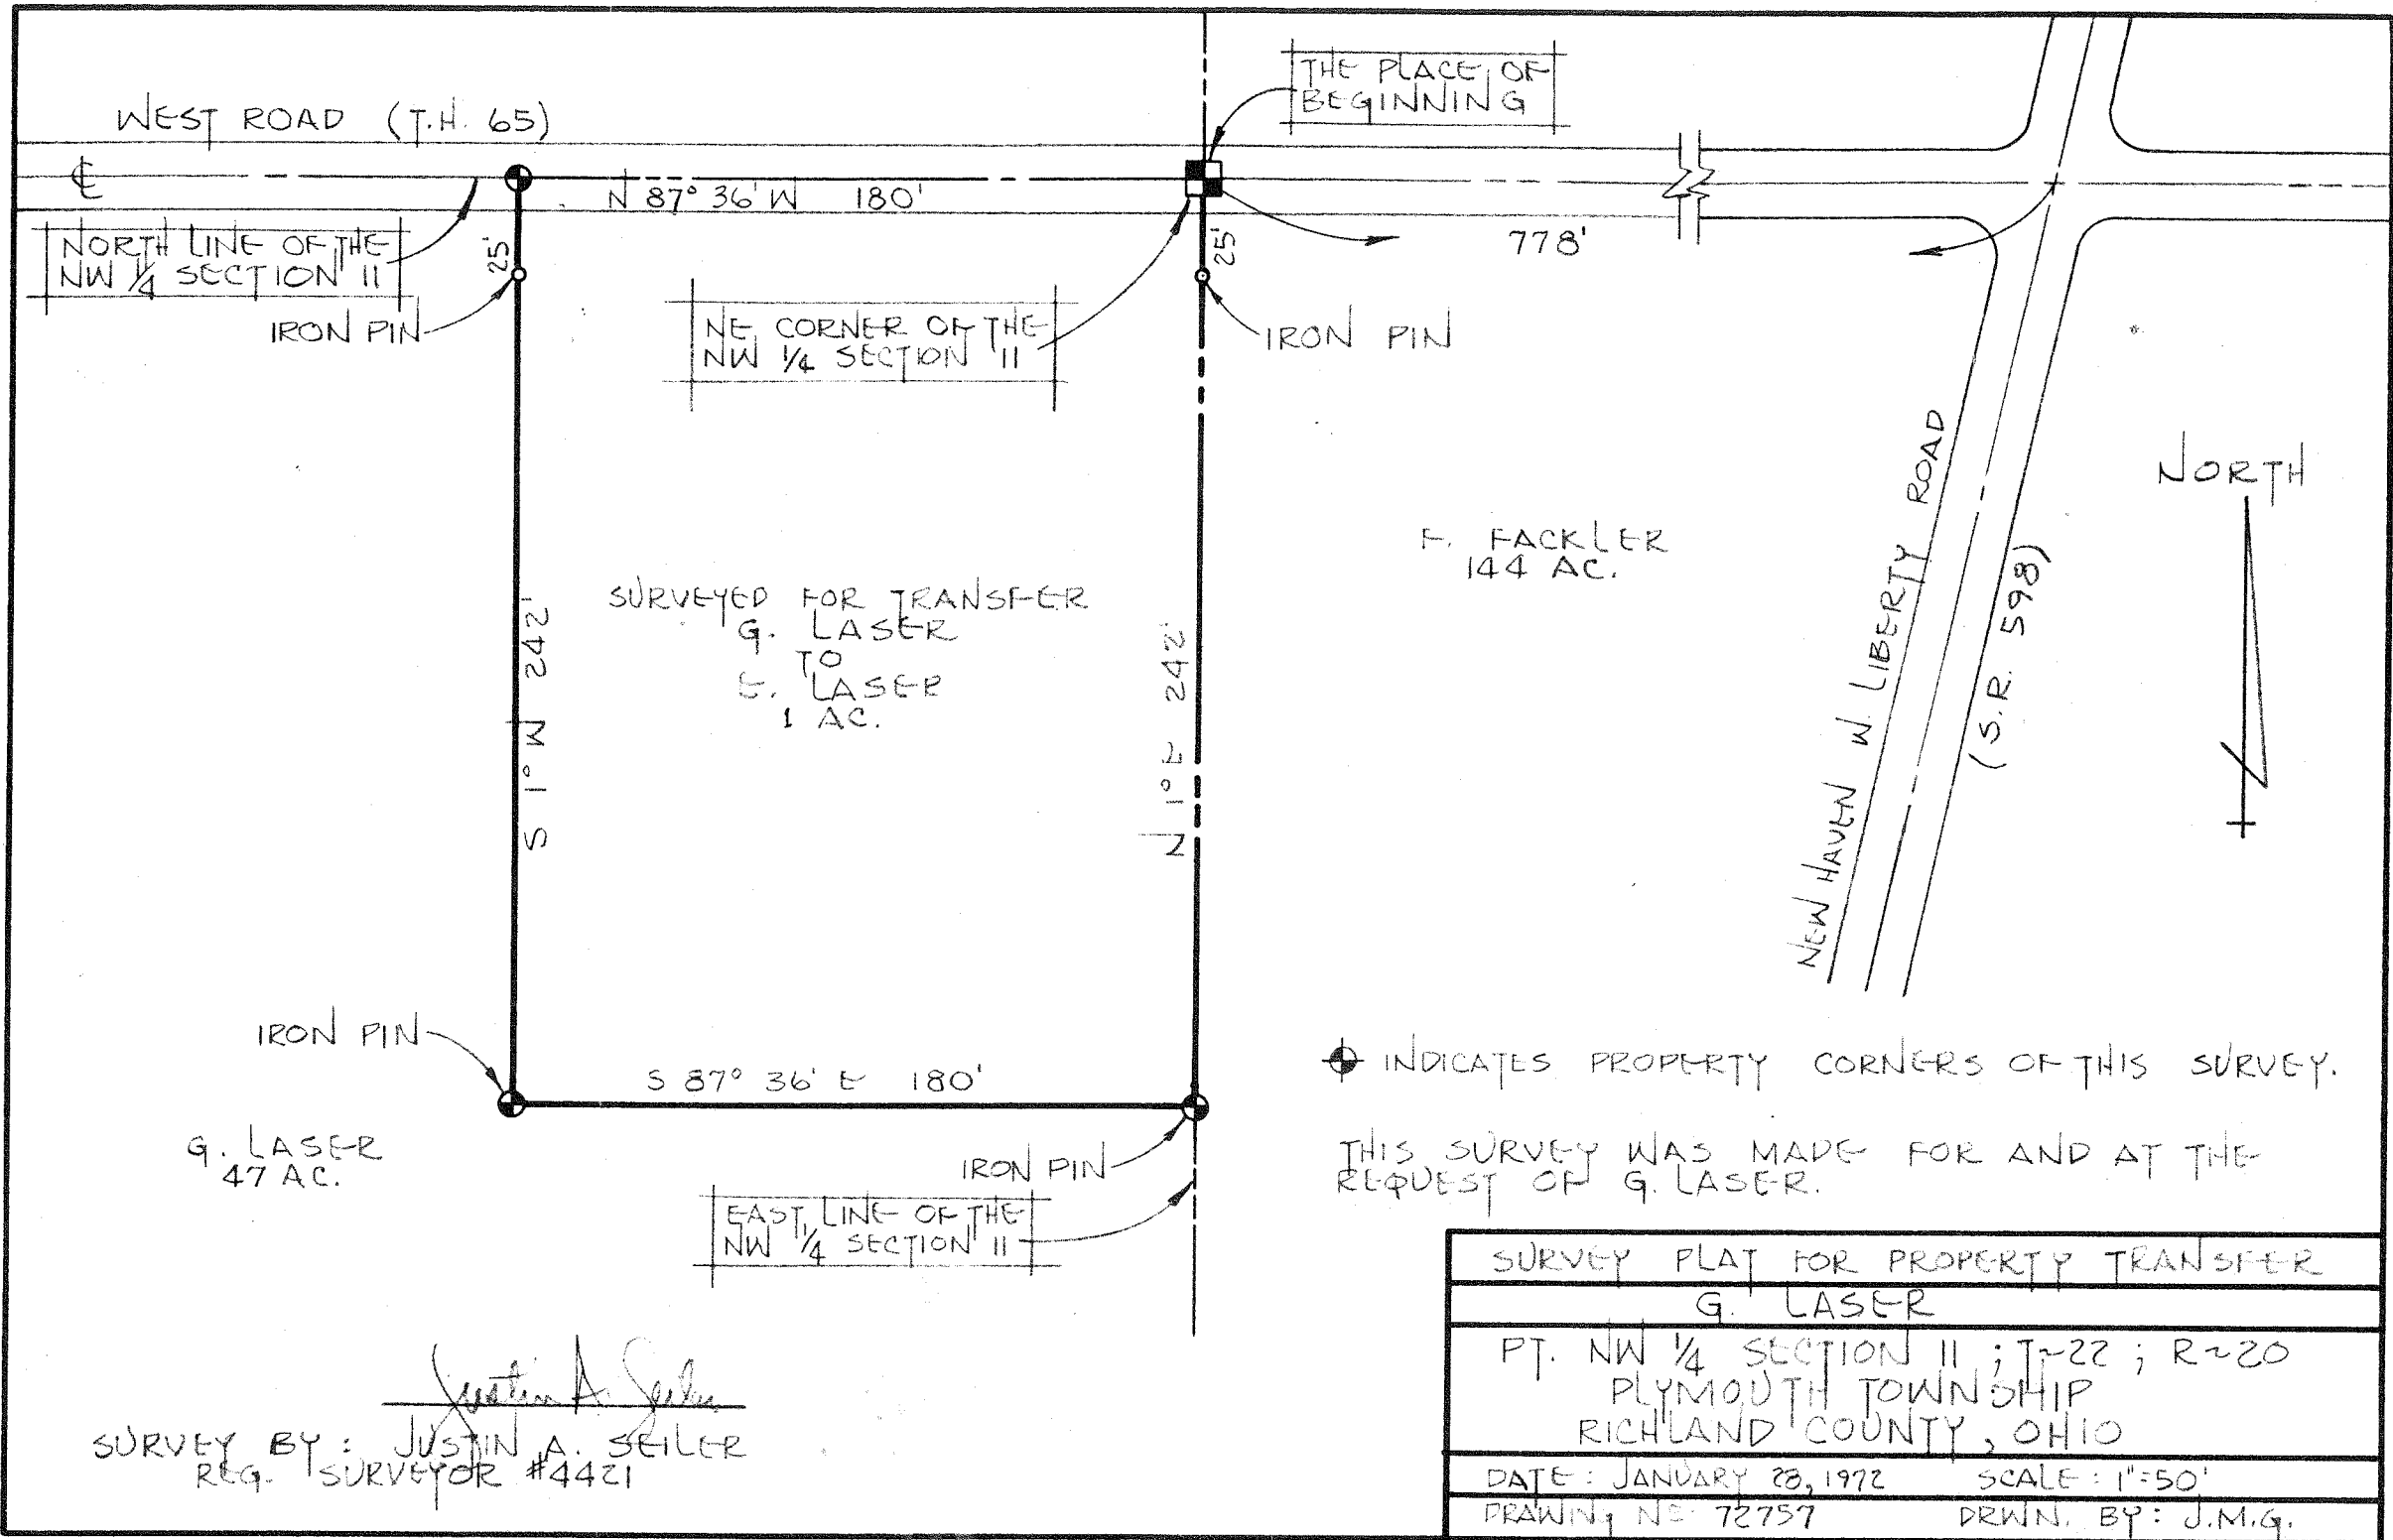 THE PLACE OF
BEGINNING
WEST ROAD (T.H. 65)
℄
N 87° 36' W 180'
NORTH LINE OF THE
NW 1/4 SECTION 11
25'
25'
778'
IRON PIN
NE CORNER OF THE
NW 1/4 SECTION 11
IRON PIN
NORTH
F. FACKLER
144 AC.
NEW HAVEN W. LIBERTY ROAD
(S.R. 598)
SURVEYED FOR TRANSFER
G. LASER
TO
E. LASER
1 AC.
S 1° W 242'
N 1° E 242'
IRON PIN
S 87° 36' E 180'
INDICATES PROPERTY CORNERS OF THIS SURVEY.
G. LASER
47 AC.
IRON PIN
THIS SURVEY WAS MADE FOR AND AT THE
REQUEST OF G. LASER.
EAST LINE OF THE
NW 1/4 SECTION 11
SURVEY PLAT FOR PROPERTY TRANSFER
G. LASER
PT. NW 1/4 SECTION 11 ; T~22 ; R~20
PLYMOUTH TOWNSHIP
RICHLAND COUNTY, OHIO
DATE : JANUARY 28, 1972 SCALE : 1"=50'
DRAWING NO. 72757 DRWN. BY : J.M.G.
Justin A. Seiler
SURVEY BY : JUSTIN A. SEILER
REG. SURVEYOR #4421